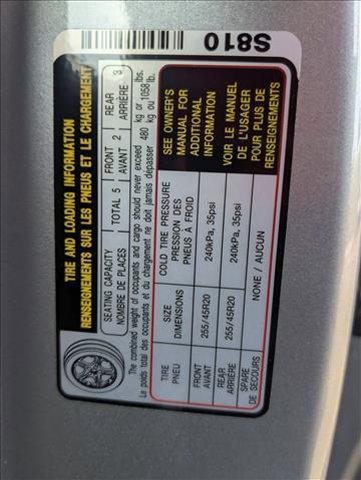 S810
TIRE AND LOADING INFORMATION
RENSEIGNEMENTS SUR LES PNEUS ET LE CHARGEMENT
SEATING CAPACITY
NOMBRE DE PLACES
TOTAL 5
FRONT 2
AVANT
REAR 3
ARRIÈRE
The combined weight of occupants and cargo should never exceed 480 kg or 1058 lbs.
Le poids total des occupants et du chargement ne doit jamais dépasser 480 kg ou 1058 lb.
TIRE
PNEU
SIZE
DIMENSIONS
COLD TIRE PRESSURE
PRESSION DES
PNEUS À FROID
FRONT
AVANT
255/45R20
240kPa, 35psi
REAR
ARRIÈRE
255/45R20
240kPa, 35psi
SPARE
DE SECOURS
NONE / AUCUN
SEE OWNER'S
MANUAL FOR
ADDITIONAL
INFORMATION
VOIR LE MANUEL
DE L'USAGER
POUR PLUS DE
RENSEIGNEMENTS